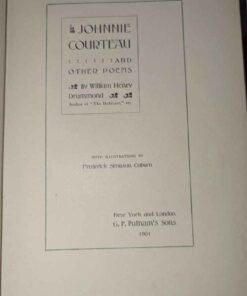 JOHNNIE
COURTEAU
AND
OTHER POEMS
By William Henry
Drummond
Author of "The Habitant," etc.
WITH ILLUSTRATIONS BY
Frederick Simpson Coburn
New York and London
G. P. Putnam's Sons
1901